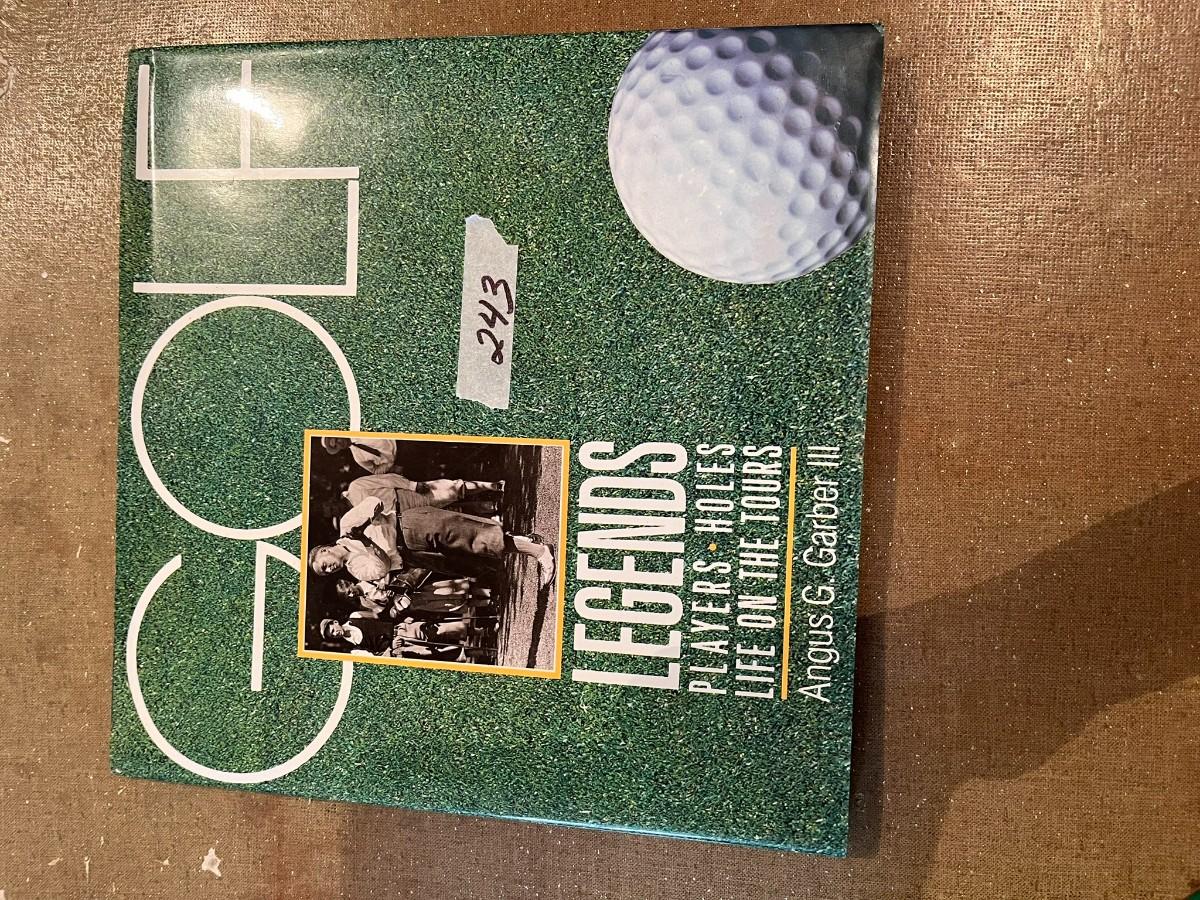 GOLF
243
LEGENDS
PLAYERS · HOLES
LIFE ON THE TOURS
Angus G. Garber III